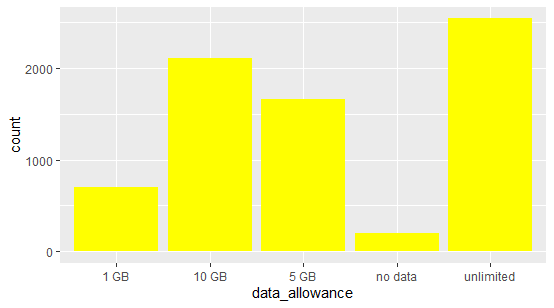 count
2000
1000
0
1 GB
10 GB
5 GB
no data
unlimited
data_allowance